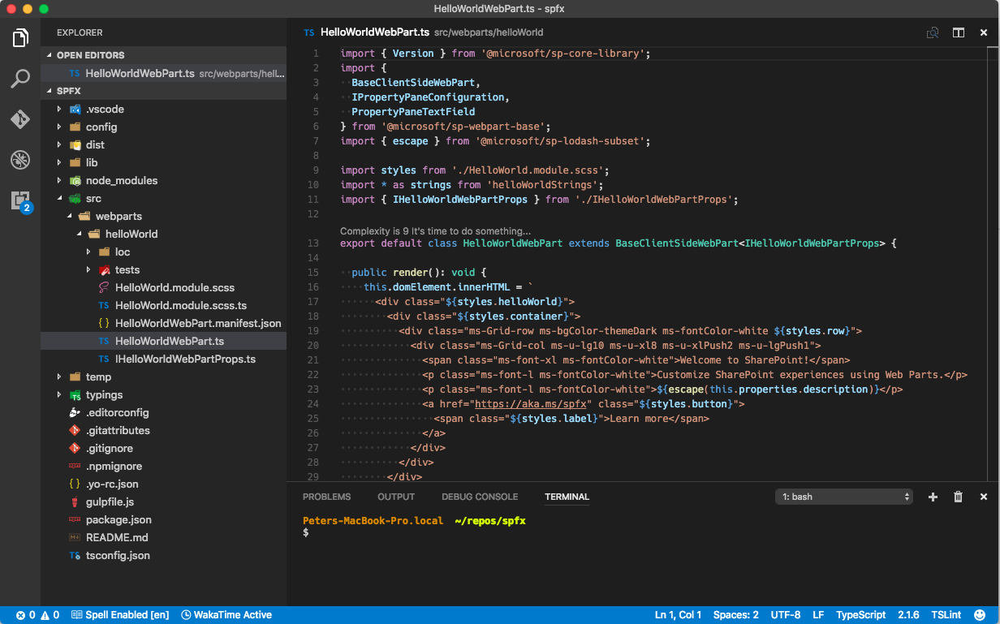 HelloWorldWebPart.ts - spfx
EXPLORER
OPEN EDITORS
TS HelloWorldWebPart.ts src/webparts/hell...
SPFX
.vscode
config
dist
lib
node_modules
src
webparts
helloWorld
loc
tests
HelloWorld.module.scss
TS HelloWorld.module.scss.ts
{ } HelloWorldWebPart.manifest.json
TS HelloWorldWebPart.ts
TS IHelloWorldWebPartProps.ts
temp
TS typings
.editorconfig
.gitattributes
.gitignore
.npmignore
{ } .yo-rc.json
gulpfile.js
package.json
README.md
TS tsconfig.json
2
TS HelloWorldWebPart.ts src/webparts/helloWorld
1 import { Version } from '@microsoft/sp-core-library';
2 import {
3 BaseClientSideWebPart,
4 IPropertyPaneConfiguration,
5 PropertyPaneTextField
6 } from '@microsoft/sp-webpart-base';
7 import { escape } from '@microsoft/sp-lodash-subset';
8
9 import styles from './HelloWorld.module.scss';
10 import * as strings from 'helloWorldStrings';
11 import { IHelloWorldWebPartProps } from './IHelloWorldWebPartProps';
12
Complexity is 9 It's time to do something...
13 export default class HelloWorldWebPart extends BaseClientSideWebPart<IHelloWorldWebPartProps> {
14
15 public render(): void {
16 this.domElement.innerHTML = `
17 <div class="${styles.helloWorld}">
18 <div class="${styles.container}">
19 <div class="ms-Grid-row ms-bgColor-themeDark ms-fontColor-white ${styles.row}">
20 <div class="ms-Grid-col ms-u-lg10 ms-u-xl8 ms-u-xlPush2 ms-u-lgPush1">
21 <span class="ms-font-xl ms-fontColor-white">Welcome to SharePoint!</span>
22 <p class="ms-font-l ms-fontColor-white">Customize SharePoint experiences using Web Parts.</p>
23 <p class="ms-font-l ms-fontColor-white">${escape(this.properties.description)}</p>
24 <a href="https://aka.ms/spfx" class="${styles.button}">
25 <span class="${styles.label}">Learn more</span>
26 </a>
27 </div>
28 </div>
29 </div>
PROBLEMS OUTPUT DEBUG CONSOLE TERMINAL 1: bash
Peters-MacBook-Pro.local ~/repos/spfx
$
0 0 Spell Enabled [en] WakaTime Active Ln 1, Col 1 Spaces: 2 UTF-8 LF TypeScript 2.1.6 TSLint